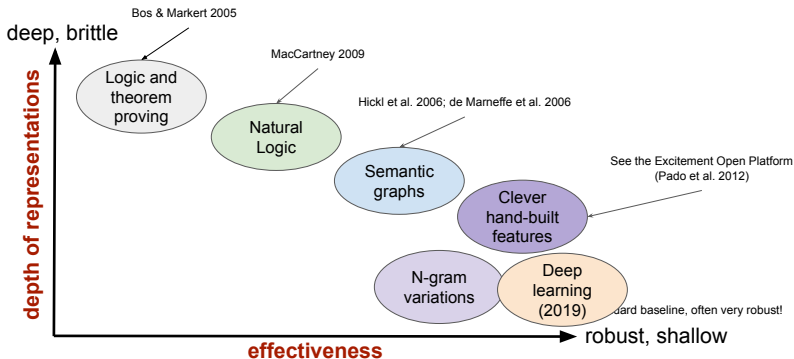 Bos & Markert 2005
deep, brittle
MacCartney 2009
Logic and
theorem
proving
Hickl et al. 2006; de Marneffe et al. 2006
Natural
Logic
See the Excitement Open Platform
(Pado et al. 2012)
Semantic
graphs
Clever
hand-built
features
depth of representations
N-gram
variations
Deep
learning
(2019)
baseline, often very robust!
robust, shallow
effectiveness